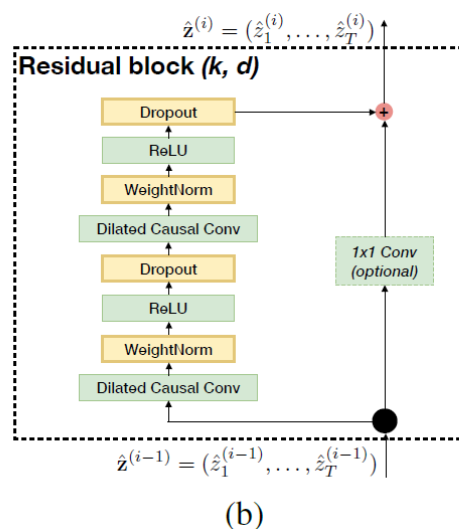 ẑ^(i) = (ẑ_1^(i), . . . , ẑ_T^(i))
Residual block (k, d)
Dropout
+
ReLU
WeightNorm
Dilated Causal Conv
1x1 Conv
(optional)
Dropout
ReLU
WeightNorm
Dilated Causal Conv
ẑ^(i−1) = (ẑ_1^(i−1), . . . , ẑ_T^(i−1))
(b)